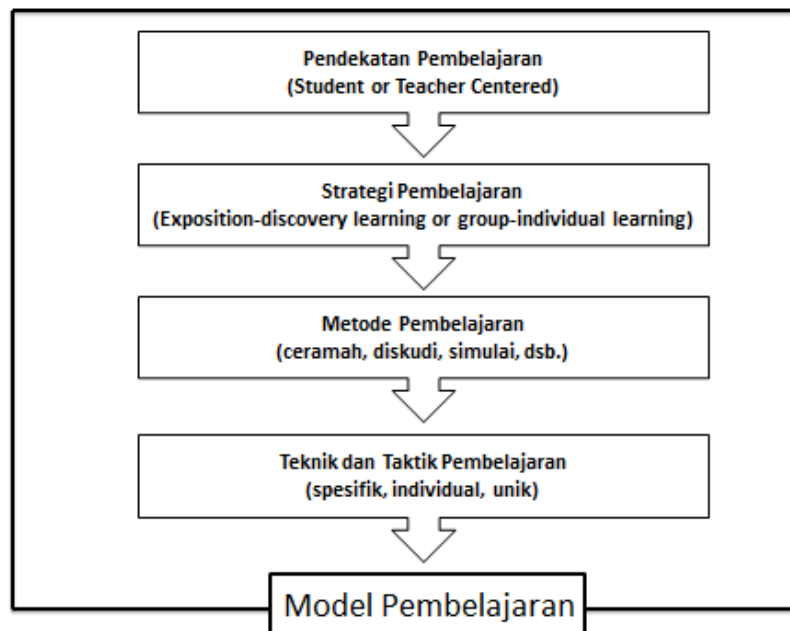 Pendekatan Pembelajaran
(Student or Teacher Centered)
Strategi Pembelajaran
(Exposition-discovery learning or group-individual learning)
Metode Pembelajaran
(ceramah, diskudi, simulai, dsb.)
Teknik dan Taktik Pembelajaran
(spesifik, individual, unik)
Model Pembelajaran